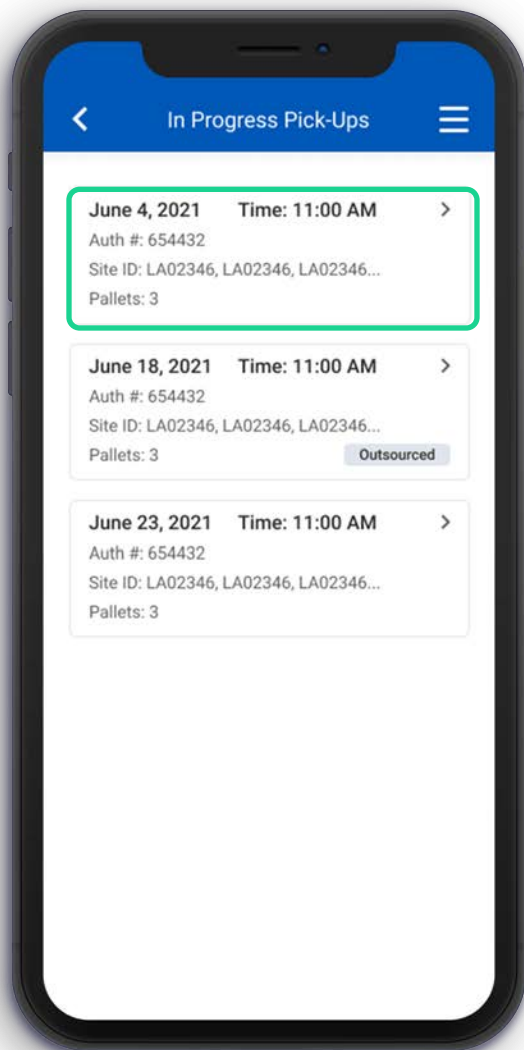 In Progress Pick-Ups
June 4, 2021 Time: 11:00 AM
Auth #: 654432
Site ID: LA02346, LA02346, LA02346...
Pallets: 3
June 18, 2021 Time: 11:00 AM
Auth #: 654432
Site ID: LA02346, LA02346, LA02346...
Pallets: 3 Outsourced
June 23, 2021 Time: 11:00 AM
Auth #: 654432
Site ID: LA02346, LA02346, LA02346...
Pallets: 3